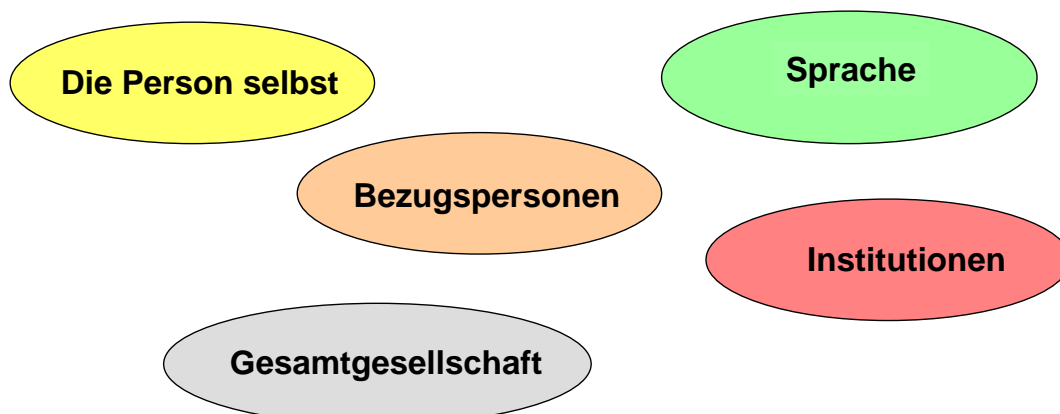 Die Person selbst
Sprache
Bezugspersonen
Institutionen
Gesamtgesellschaft